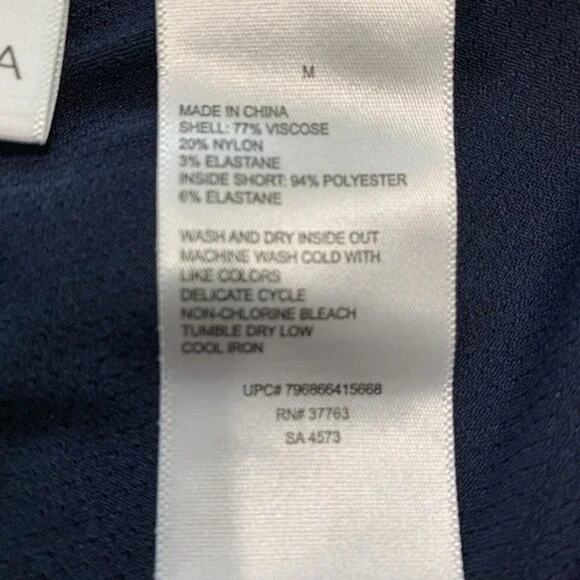 A
M
MADE IN CHINA
SHELL: 77% VISCOSE
20% NYLON
3% ELASTANE
INSIDE SHORT: 94% POLYESTER
6% ELASTANE
WASH AND DRY INSIDE OUT
MACHINE WASH COLD WITH
LIKE COLORS
DELICATE CYCLE
NON-CHLORINE BLEACH
TUMBLE DRY LOW
COOL IRON
UPC# 796866415668
RN# 37763
SA 4573